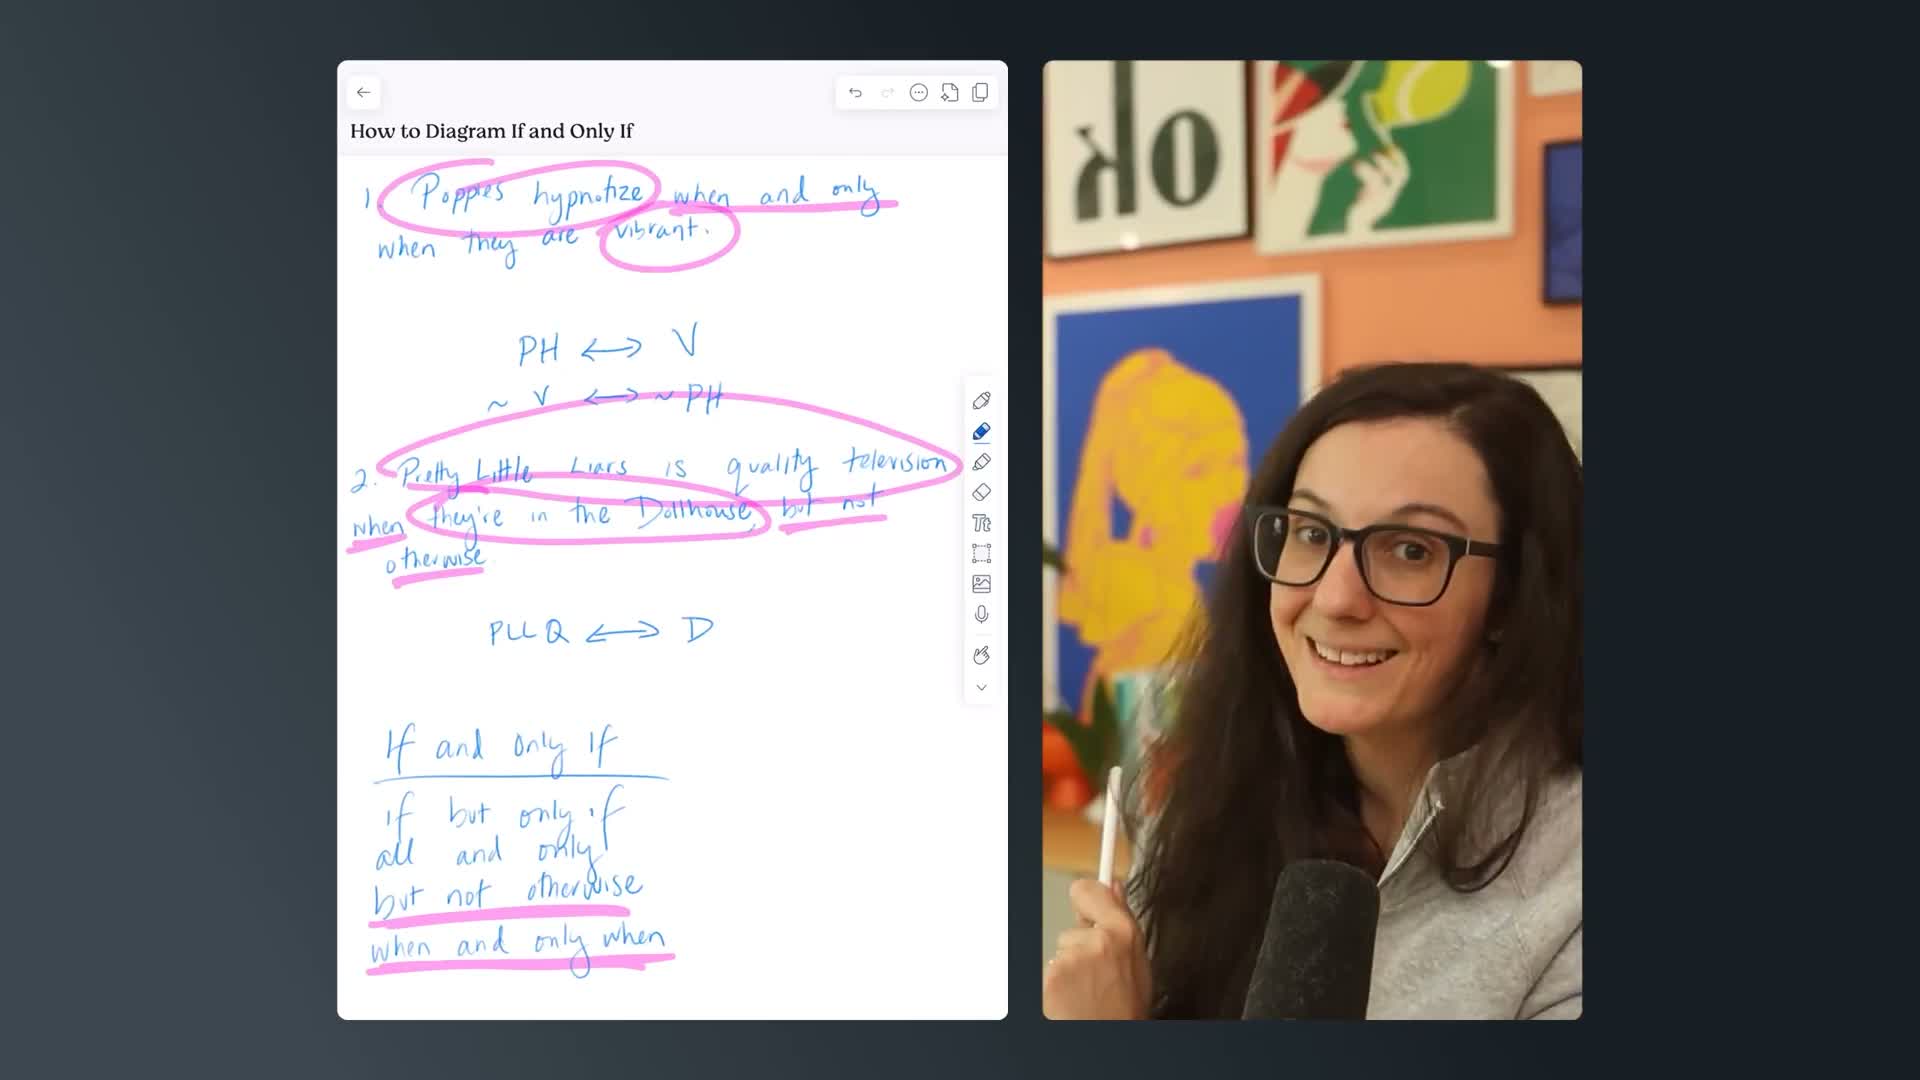 How to Diagram If and Only If
1. Poppies hypnotize when and only
when they are vibrant.
PH ↔ V
~ V ↔ ~ PH
2. Pretty Little Liars is quality television
when they're in the Dollhouse, but not
otherwise.
PLL Q ↔ D
If and only If
if but only if
all and only
but not otherwise
when and only when
Tt
ok